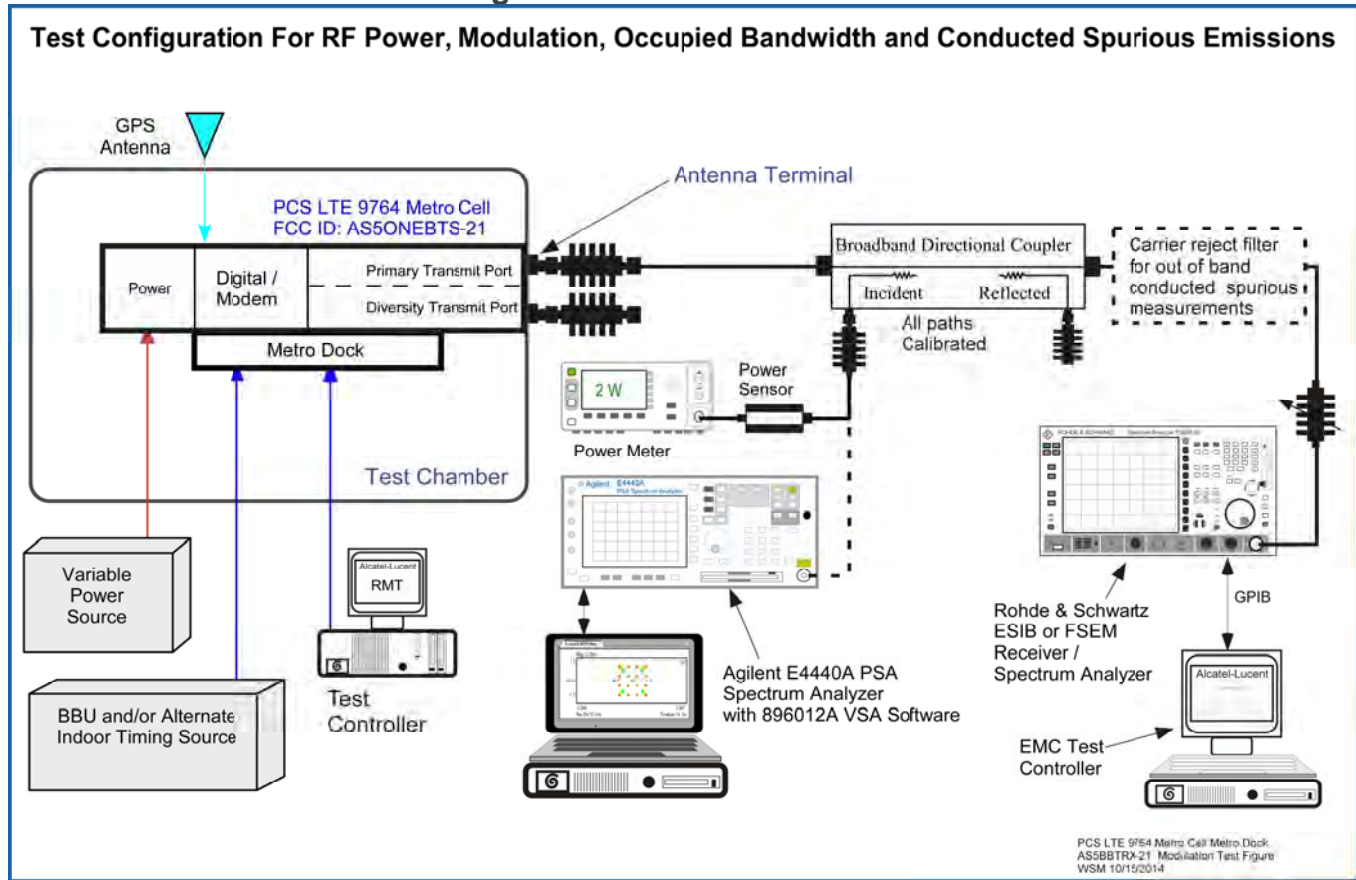 Test Configuration For RF Power, Modulation, Occupied Bandwidth and Conducted Spurious Emissions
GPS
Antenna
Antenna Terminal
PCS LTE 9764 Metro Cell
FCC ID: AS5ONEBTS-21
Power
Digital /
Modem
Primary Transmit Port
Diversity Transmit Port
Metro Dock
Test Chamber
Broadband Directional Coupler
Incident
Reflected
All paths
Calibrated
Carrier reject filter
for out of band
conducted spurious
measurements
Power
Sensor
2 W
Power Meter
Agilent E4440A
PSA Spectrum Analyzer
ROHDE & SCHWARZ
Variable
Power
Source
Alcatel-Lucent
RMT
Test
Controller
BBU and/or Alternate
Indoor Timing Source
Agilent E4440A PSA
Spectrum Analyzer
with 896012A VSA Software
Rohde & Schwartz
ESIB or FSEM
Receiver /
Spectrum Analyzer
GPIB
Alcatel-Lucent
EMC Test
Controller
PCS LTE 9764 Metro Cell Metro Dock
AS5BBTRX-21 Modulation Test Figure
WSM 10/15/2014